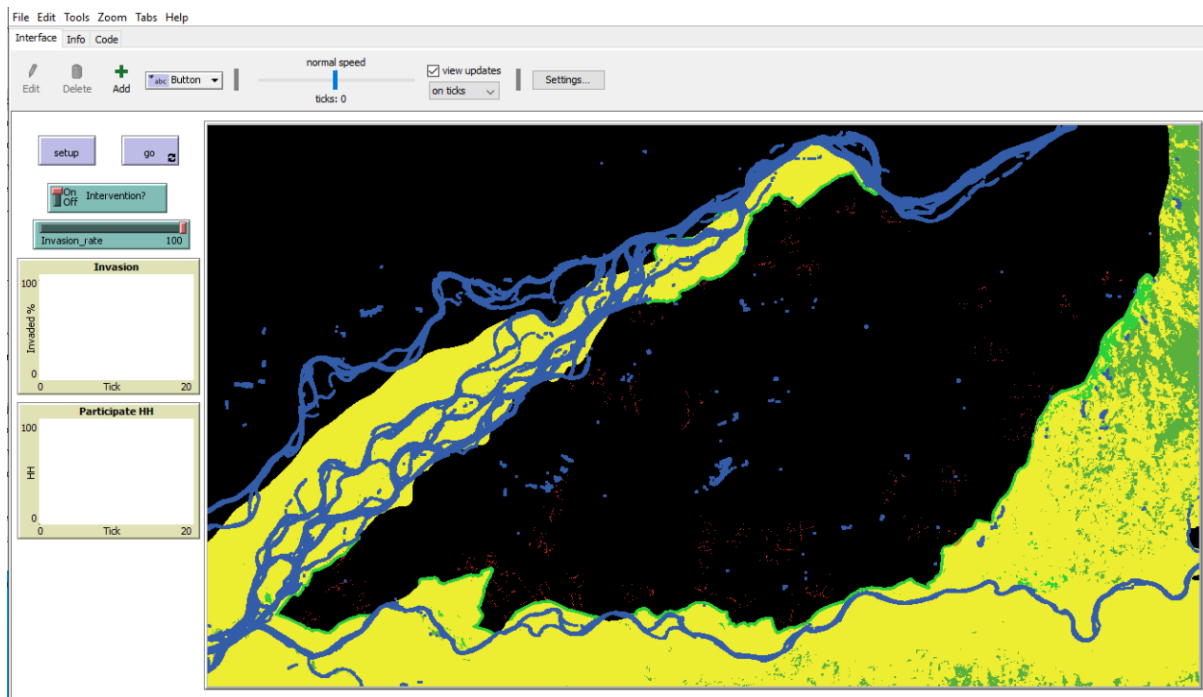 File Edit Tools Zoom Tabs Help
Interface Info Code
Edit Delete Add abc Button normal speed ticks: 0 view updates on ticks Settings...
setup go
On Off Intervention?
Invasion_rate 100
Invasion
100
Invaded %
0
0 Tick 20
Participate HH
100
HH
0
0 Tick 20